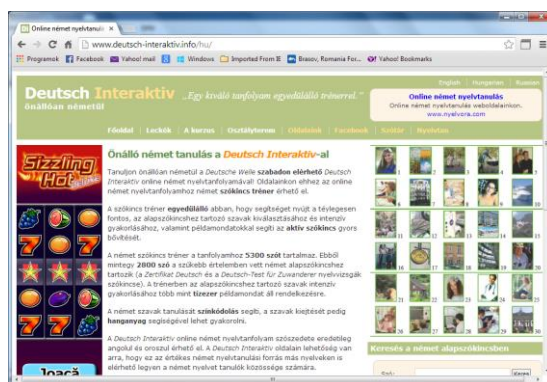 Online német nyelvtanul
www.deutsch-interaktiv.info/hu/
Programok Facebook Yahoo! mail Windows Imported From IE Brasov, Romania For... Yahoo! Bookmarks
English Hungarian Russian
Deutsch Interaktiv „Egy kiváló tanfolyam egyedülálló trénerrel."
önállóan németül
Online német nyelvtanulás
Online német nyelvtanulás weboldalainkon.
www.nyelvora.com
Főoldal Leckék A kurzus Osztályterem Oldalaink Facebook Szótár Nyelvtan
Sizzling
Hot
Önálló német tanulás a Deutsch Interaktiv-al
Tanuljon önállóan németül a Deutsche Welle szabadon elérhető Deutsch
Interaktiv online német nyelvtanfolyamával! Oldalainkon ehhez az online
német nyelvtanfolyamhoz német szókincs tréner érhető el.
A szókincs tréner egyedülálló abban, hogy segítséget nyújt a ténylegesen
fontos, az alapszókincshez tartozó szavak kiválasztásához és intenzív
gyakorlásához, valamint példamondatokkal segíti az aktív szókincs gyors
bővítését.
A német szókincs tréner a tanfolyamhoz 5300 szót tartalmaz. Ebből
mintegy 2800 szó a szűkebb értelemben vett német alapszókincshez
tartozik (a Zertifikat Deutsch és a Deutsch-Test für Zuwanderer nyelvvizsgák
szókincse). A trénerben az alapszókincshez tartozó szavak intenzív
gyakorlásához több mint tízezer példamondat áll rendelkezésre.
A német szavak tanulását színkódolás segíti, a szavak kiejtését pedig
hanganyag segíségével lehet gyakorolni.
A Deutsch Interaktiv online német nyelvtanfolyam szószedete eredetileg
angolul és oroszul érhető el. A Deutsch Interaktiv oldalain lehetőség van
arra, hogy ez az értékes német nyelvtanulási forrás más nyelveken is
elérhető legyen a német nyelvet tanulók közössége számára.
Joacă
Keresés a német alapszókincsben
Szó: